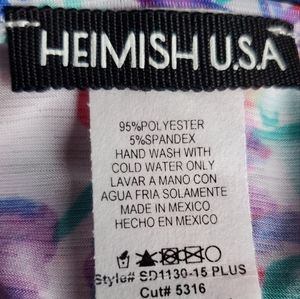 HEIMISH U.S.A
95%POLYESTER
5%SPANDEX
HAND WASH WITH
COLD WATER ONLY
LAVAR A MANO CON
AGUA FRIA SOLAMENTE
MADE IN MEXICO
HECHO EN MEXICO
Style# SD1130-15 PLUS
Cut# 5316